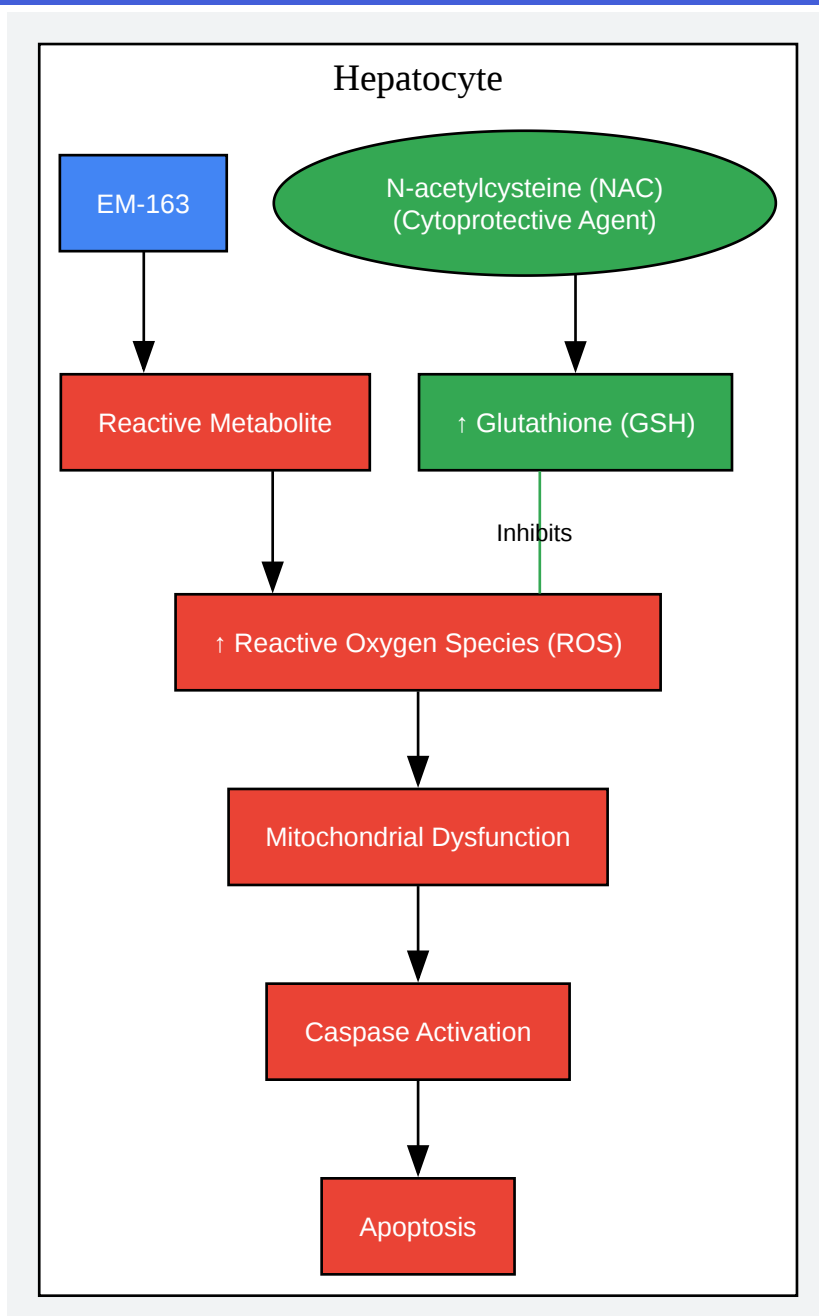 Hepatocyte
EM-163
N-acetylcysteine (NAC)
(Cytoprotective Agent)
Reactive Metabolite
↑ Glutathione (GSH)
Inhibits
↑ Reactive Oxygen Species (ROS)
Mitochondrial Dysfunction
Caspase Activation
Apoptosis